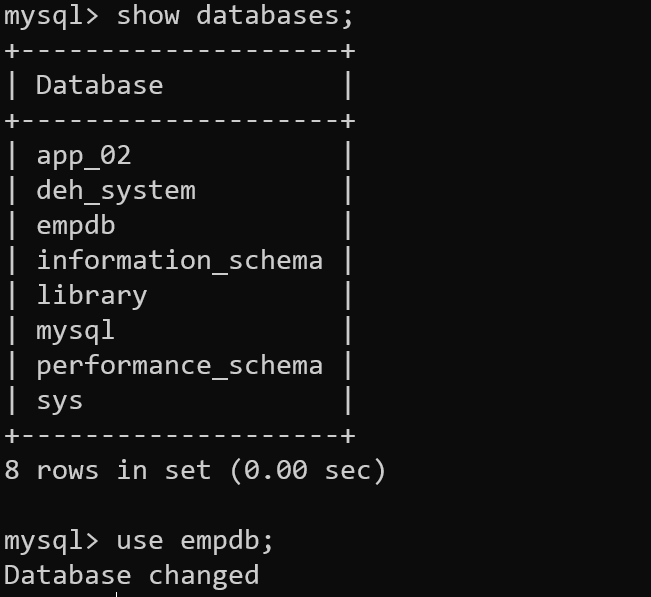 mysql> show databases;
+--------------------+
| Database           |
+--------------------+
| app_02             |
| deh_system         |
| empdb              |
| information_schema |
| library            |
| mysql              |
| performance_schema |
| sys                |
+--------------------+
8 rows in set (0.00 sec)

mysql> use empdb;
Database changed